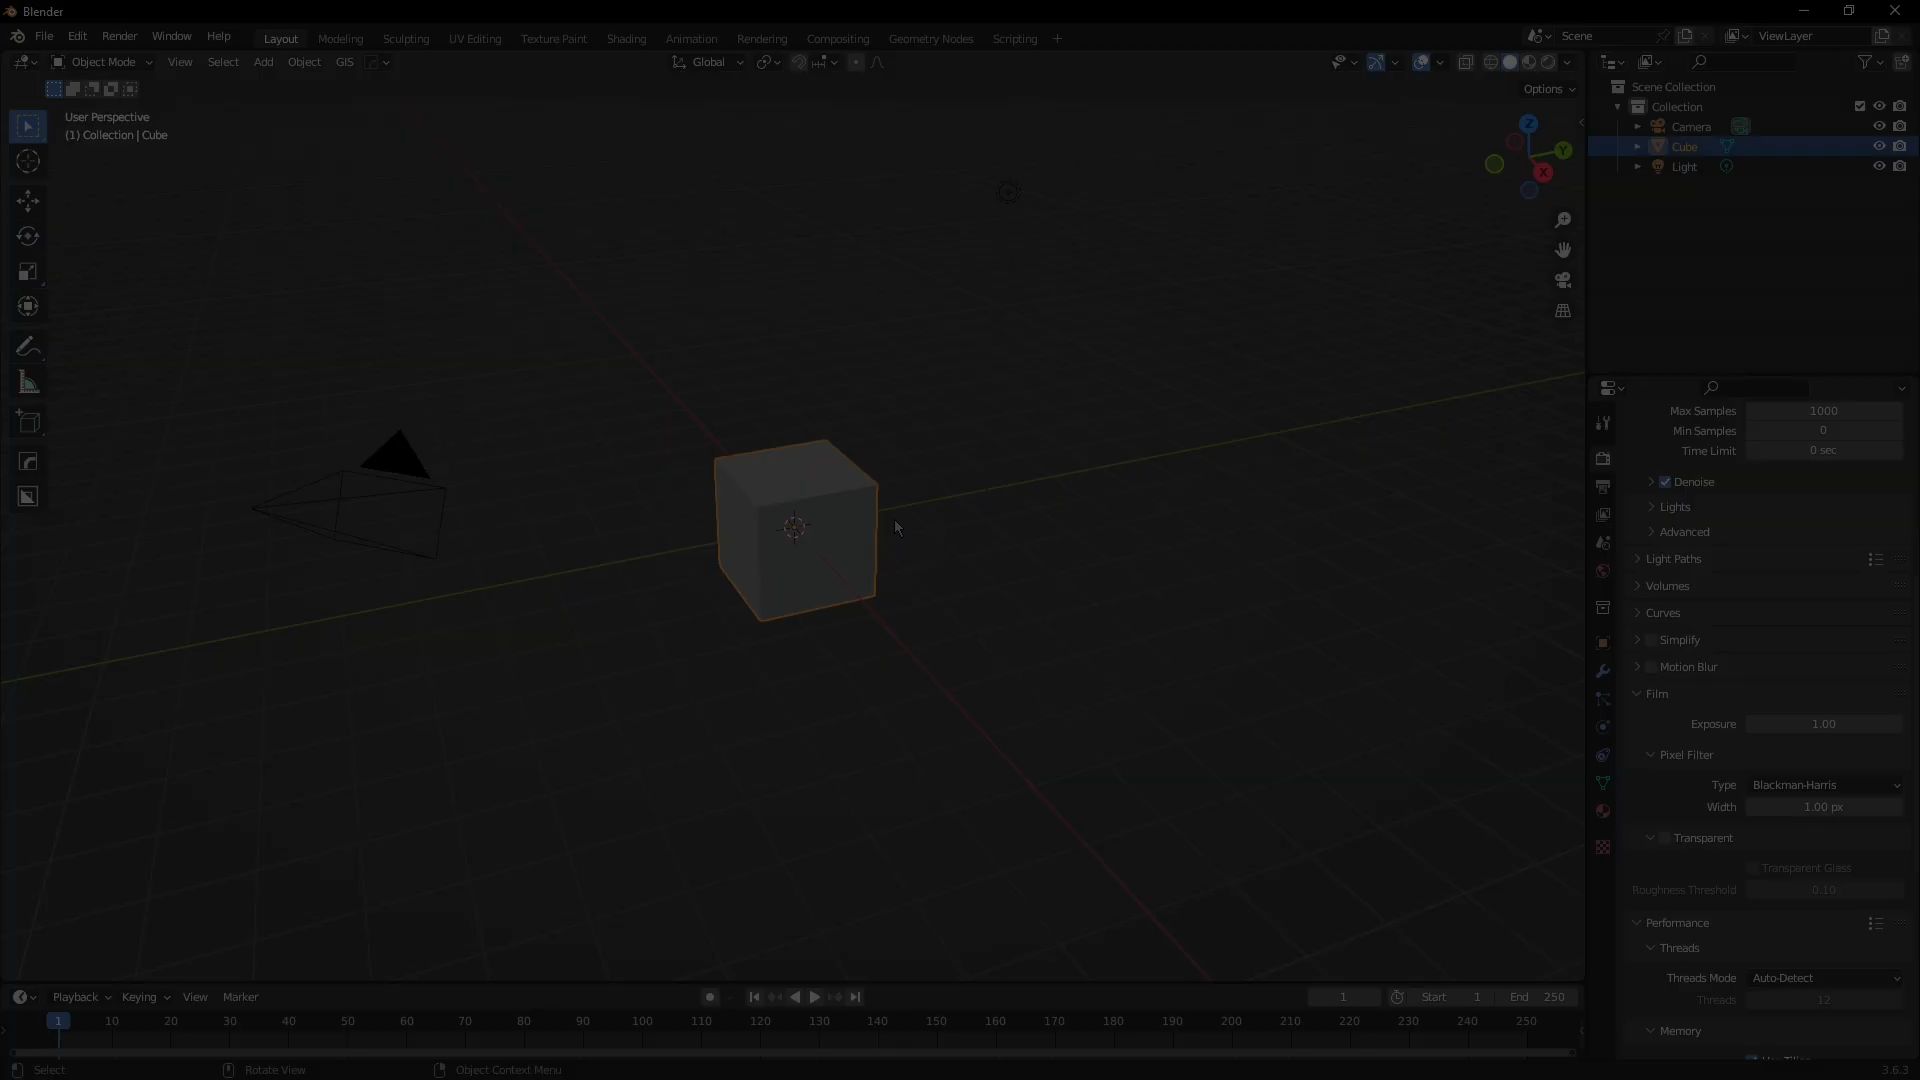 Blender
File Edit Render Window Help Layout Modeling Sculpting UV Editing Texture Paint Shading Animation Rendering Compositing Geometry Nodes Scripting + Scene ViewLayer
Object Mode View Select Add Object GIS Global
Options
User Perspective
(1) Collection | Cube
Z
Y
X
Scene Collection
Collection
Camera
Cube
Light
Max Samples 1000
Min Samples 0
Time Limit 0 sec
Denoise
Lights
Advanced
Light Paths
Volumes
Curves
Simplify
Motion Blur
Film
Exposure 1.00
Pixel Filter
Type Blackman-Harris
Width 1.00 px
Transparent
Transparent Glass
Roughness Threshold 0.10
Performance
Threads
Threads Mode Auto-Detect
Threads 12
Memory
Playback Keying View Marker 1 Start 1 End 250
1 10 20 30 40 50 60 70 80 90 100 110 120 130 140 150 160 170 180 190 200 210 220 230 240 250
Select Rotate View Object Context Menu 3.6.3